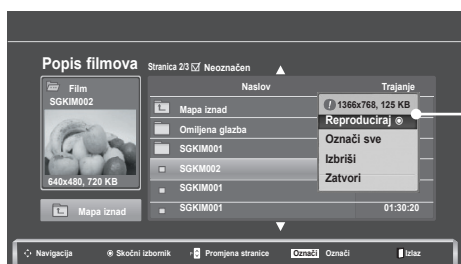 Popis filmova Stranica 2/3 Neoznačen
Film
SGKIM002
640x480, 720 KB
Mapa iznad
Naslov Trajanje
Mapa iznad
Omiljena glazba
SGKIM001
SGKM002
SGKIM001
SGKIM001 01:30:20
1366x768, 125 KB
Reproduciraj
Označi sve
Izbriši
Zatvori
Navigacija Skočni izbornik P Promjena stranice Označi Označi Izlaz